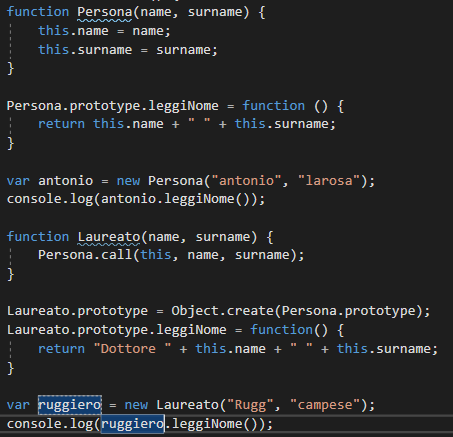 function Persona(name, surname) {
    this.name = name;
    this.surname = surname;
}
Persona.prototype.leggiNome = function () {
    return this.name + " " + this.surname;
}
var antonio = new Persona("antonio", "larosa");
console.log(antonio.leggiNome());
function Laureato(name, surname) {
    Persona.call(this, name, surname);
}
Laureato.prototype = Object.create(Persona.prototype);
Laureato.prototype.leggiNome = function() {
    return "Dottore " + this.name + " " + this.surname;
}
var ruggiero = new Laureato("Rugg", "campese");
console.log(ruggiero.leggiNome());